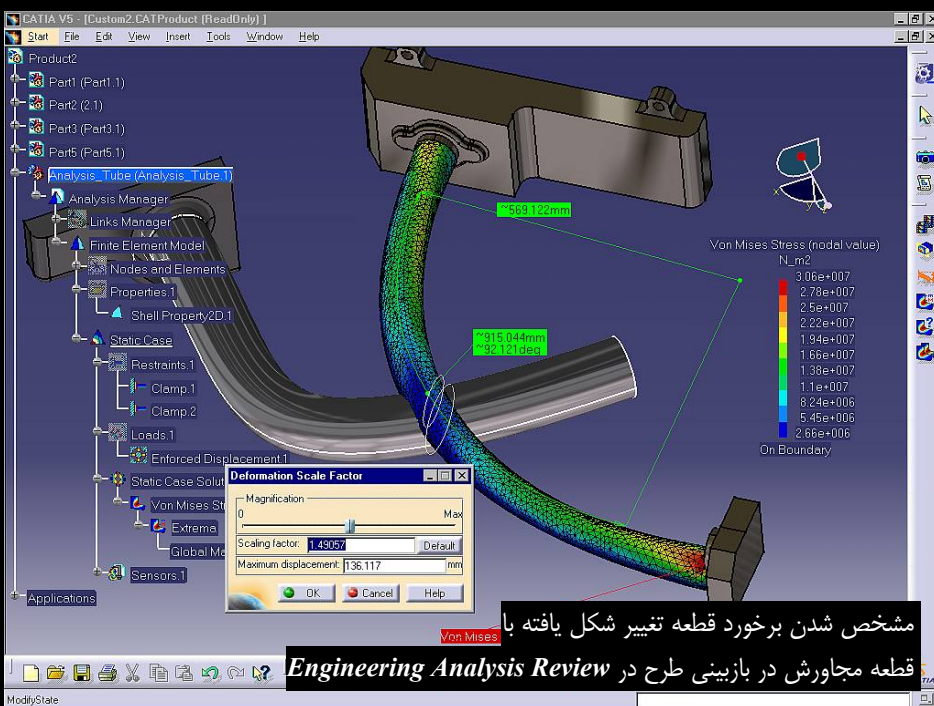 CATIA V5 - [Custom2.CATProduct (ReadOnly) ]
Start File Edit View Insert Tools Window Help
Product2
Part1 (Part1.1)
Part2 (2.1)
Part3 (Part3.1)
Part5 (Part5.1)
Analysis_Tube (Analysis_Tube.1)
Analysis Manager
Links Manager
Finite Element Model
Nodes and Elements
Properties.1
Shell Property2D.1
Static Case
Restraints.1
Clamp.1
Clamp.2
Loads.1
Enforced Displacement.1
Static Case Solut
Von Mises St
Extrema
Global Ma
Sensors.1
Applications
~569.122mm
~915.044mm
~92.121deg
Von Mises Stress (nodal value)
N_m2
3.06e+007
2.78e+007
2.5e+007
2.22e+007
1.94e+007
1.66e+007
1.38e+007
1.1e+007
8.24e+006
5.45e+006
2.66e+006
On Boundary
Deformation Scale Factor
Magnification
0 Max
Scaling factor: 1.49057 Default
Maximum displacement: 136.117 mm
OK Cancel Help
Von Mises
مشخص شدن برخورد قطعه تغییر شکل یافته با
قطعه مجاورش در بازبینی طرح در Engineering Analysis Review
ModifyState